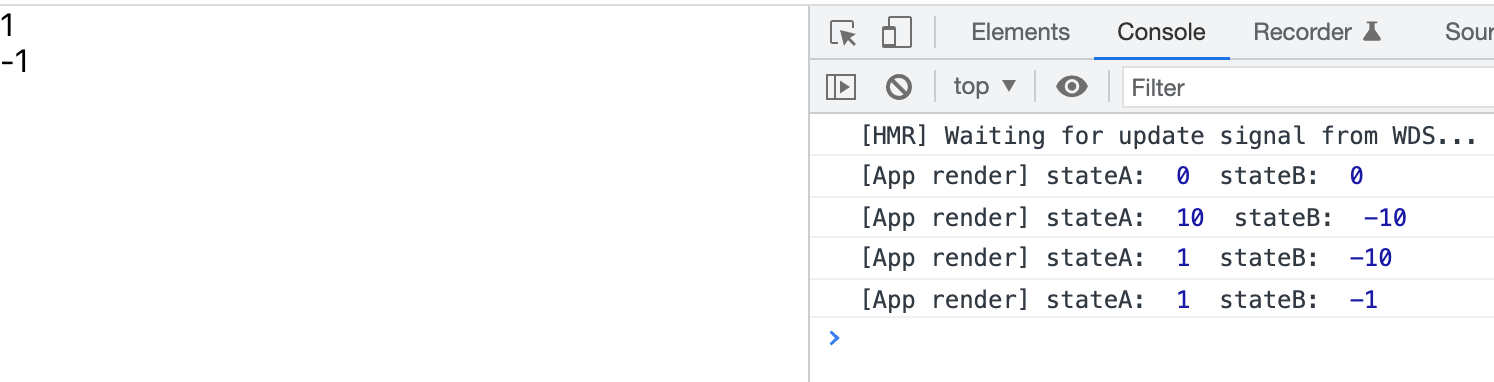 1
-1
Elements Console Recorder Sour
top ▼ Filter
[HMR] Waiting for update signal from WDS...
[App render] stateA: 0 stateB: 0
[App render] stateA: 10 stateB: -10
[App render] stateA: 1 stateB: -10
[App render] stateA: 1 stateB: -1
>